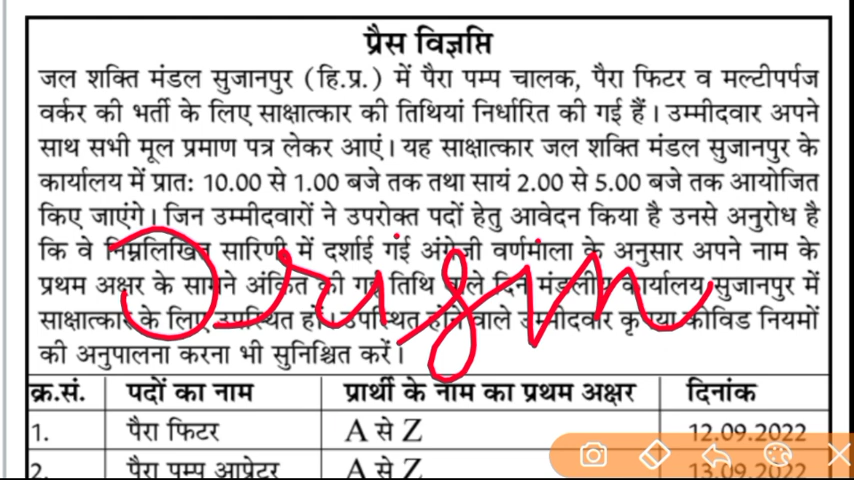 प्रैस विज्ञप्ति
जल शक्ति मंडल सुजानपुर (हि.प्र.) में पैरा पम्प चालक, पैरा फिटर व मल्टीपर्पज
वर्कर की भर्ती के लिए साक्षात्कार की तिथियां निर्धारित की गई हैं। उम्मीदवार अपने
साथ सभी मूल प्रमाण पत्र लेकर आएं। यह साक्षात्कार जल शक्ति मंडल सुजानपुर के
कार्यालय में प्रात: 10.00 से 1.00 बजे तक तथा सायं 2.00 से 5.00 बजे तक आयोजित
किए जाएंगे। जिन उम्मीदवारों ने उपरोक्त पदों हेतु आवेदन किया है उनसे अनुरोध है
कि वे निम्नलिखित सारिणी में दर्शाई गई अंग्रेजी वर्णमाला के अनुसार अपने नाम के
प्रथम अक्षर के सामने अंकित की गई तिथि वाले दिन मंडलीय कार्यालय सुजानपुर में
साक्षात्कार के लिए उपस्थित हों। उपस्थित होने वाले उम्मीदवार कृपया कोविड नियमों
की अनुपालना करना भी सुनिश्चित करें।
Origin
क्र.सं. पदों का नाम प्रार्थी के नाम का प्रथम अक्षर दिनांक
1. पैरा फिटर A से Z 12.09.2022
2. पैरा पम्प आप्रेटर A से Z 13.09.2022